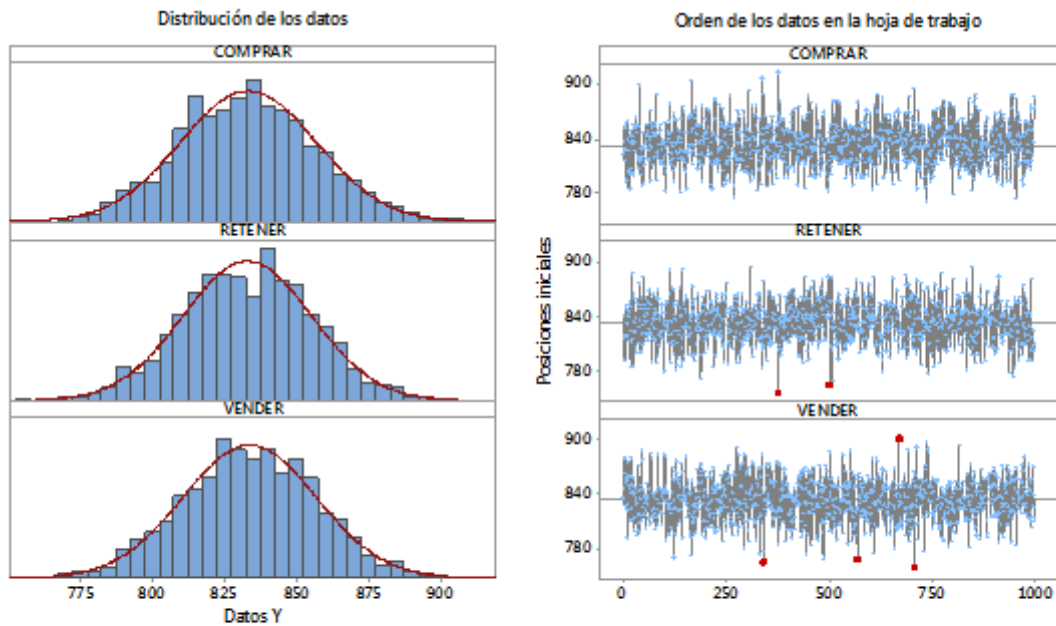 Distribución de los datos
COMPRAR
RETENER
VENDER
775 800 825 850 875 900
Datos Y
Orden de los datos en la hoja de trabajo
Posiciones iniciales
COMPRAR
900
840
780
RETENER
900
840
780
VENDER
900
840
780
0 250 500 750 1000